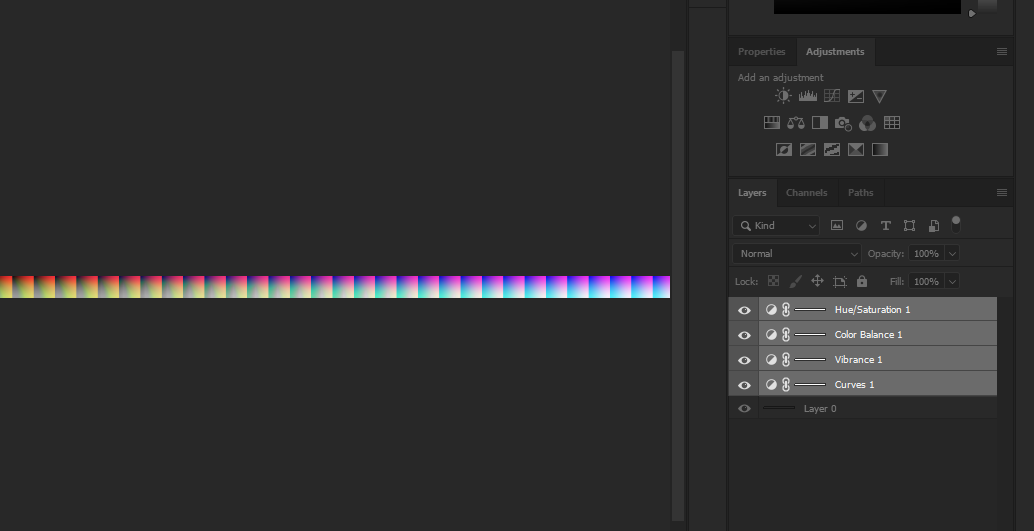 Properties Adjustments
Add an adjustment
Layers Channels Paths
Kind
Normal Opacity: 100%
Lock: Fill: 100%
Hue/Saturation 1
Color Balance 1
Vibrance 1
Curves 1
Layer 0